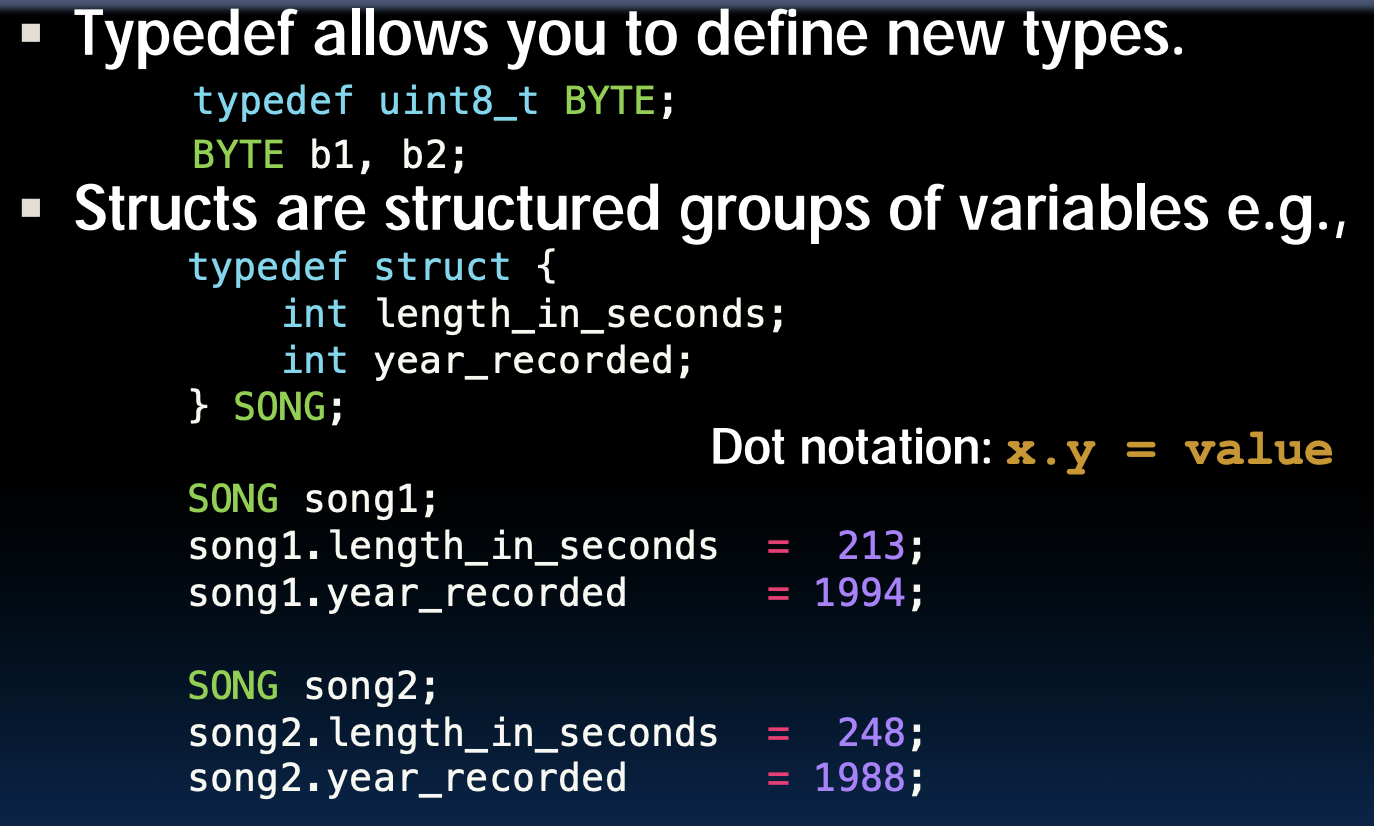 ▪ Typedef allows you to define new types.
typedef uint8_t BYTE;
BYTE b1, b2;
▪ Structs are structured groups of variables e.g.,
typedef struct {
    int length_in_seconds;
    int year_recorded;
} SONG;
Dot notation: x.y = value
SONG song1;
song1.length_in_seconds  =  213;
song1.year_recorded      = 1994;
SONG song2;
song2.length_in_seconds  =  248;
song2.year_recorded      = 1988;